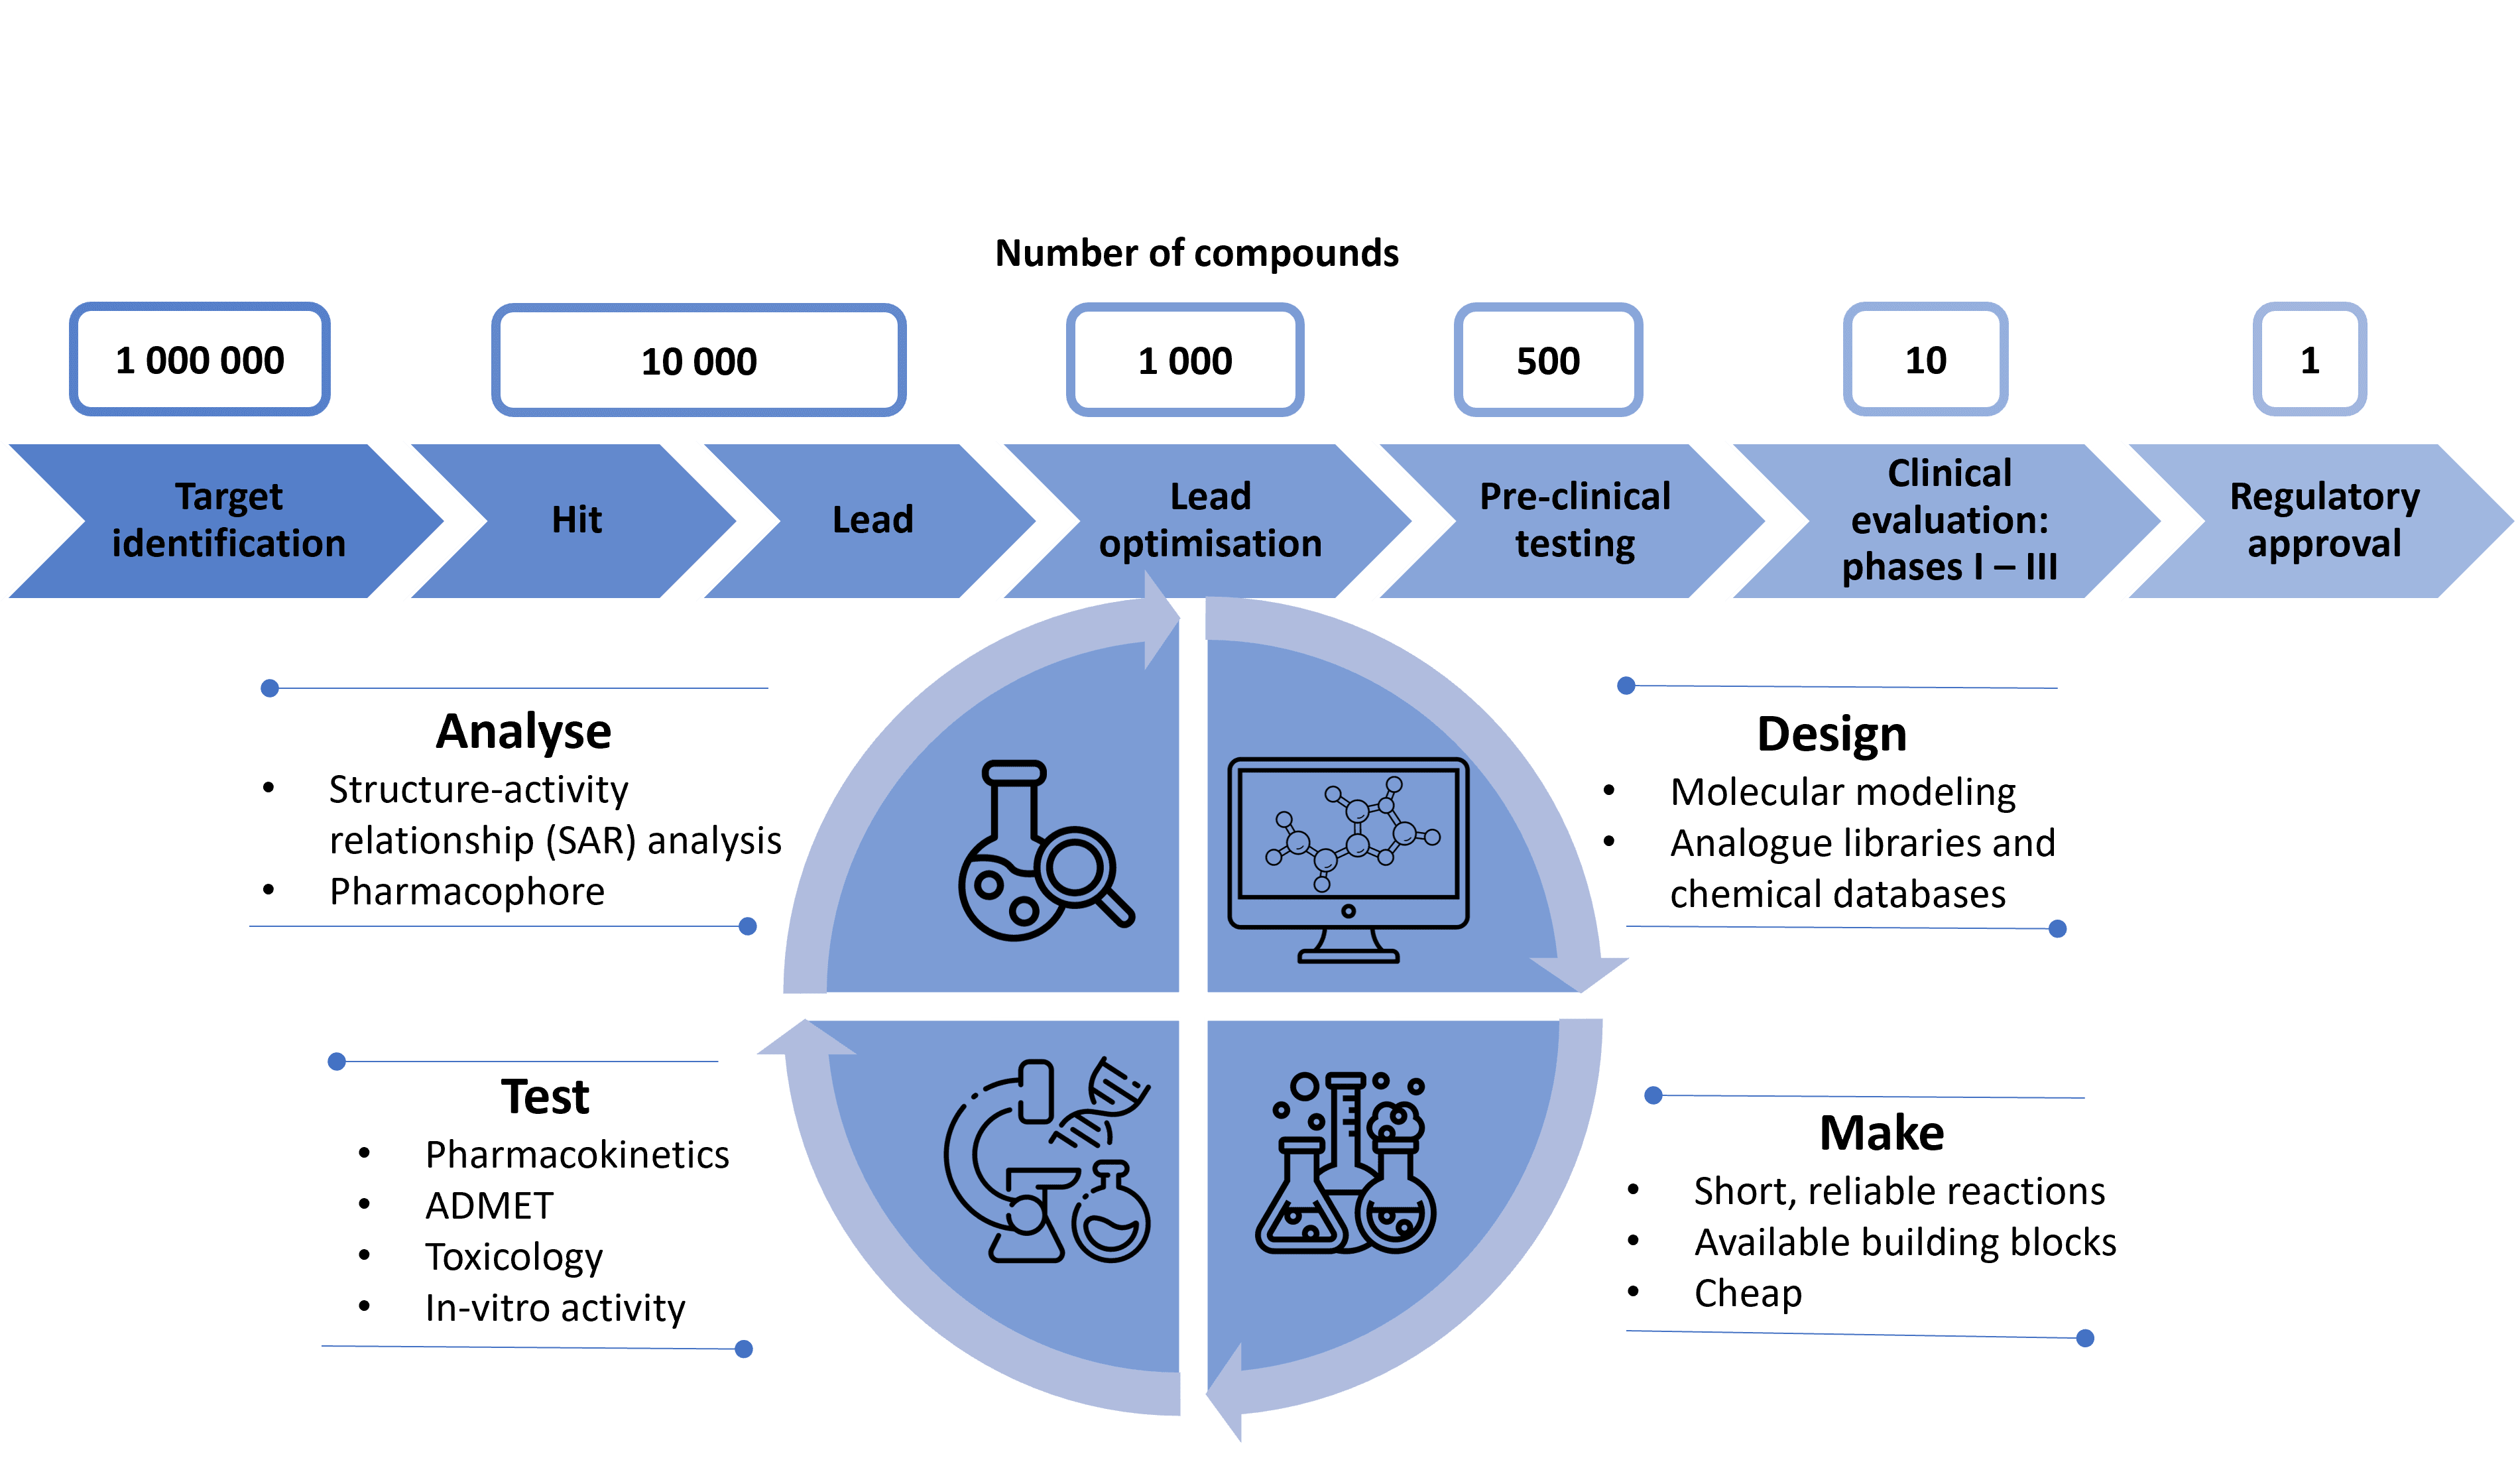 Number of compounds
1 000 000
10 000
1 000
500
10
1
Target
identification
Hit
Lead
Lead
optimisation
Pre-clinical
testing
Clinical
evaluation:
phases I – III
Regulatory
approval
Analyse
• Structure-activity
relationship (SAR) analysis
• Pharmacophore
Design
• Molecular modeling
• Analogue libraries and
chemical databases
Test
• Pharmacokinetics
• ADMET
• Toxicology
• In-vitro activity
Make
• Short, reliable reactions
• Available building blocks
• Cheap